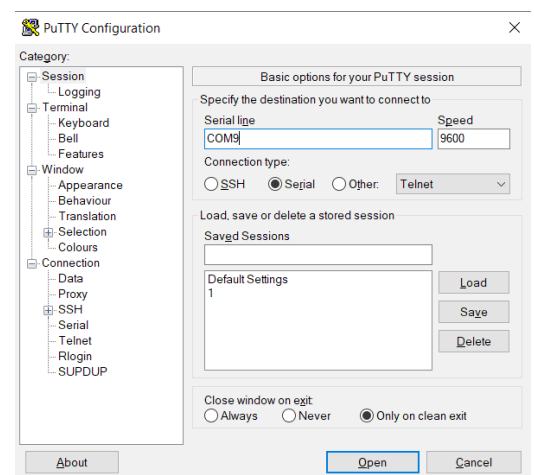 PuTTY Configuration
Category:
Session
Logging
Terminal
Keyboard
Bell
Features
Window
Appearance
Behaviour
Translation
Selection
Colours
Connection
Data
Proxy
SSH
Serial
Telnet
Rlogin
SUPDUP
Basic options for your PuTTY session
Specify the destination you want to connect to
Serial line Speed
COM9 9600
Connection type:
SSH Serial Other: Telnet
Load, save or delete a stored session
Saved Sessions
Default Settings
1
Load
Save
Delete
Close window on exit:
Always Never Only on clean exit
About Open Cancel